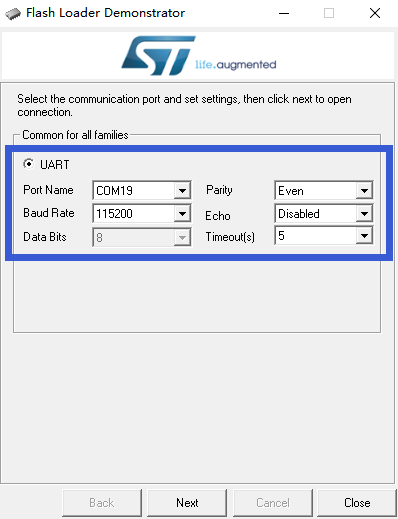 Flash Loader Demonstrator
life.augmented
Select the communication port and set settings, then click next to open
connection.
Common for all families
UART
Port Name COM19 Parity Even
Baud Rate 115200 Echo Disabled
Data Bits 8 Timeout(s) 5
Back Next Cancel Close